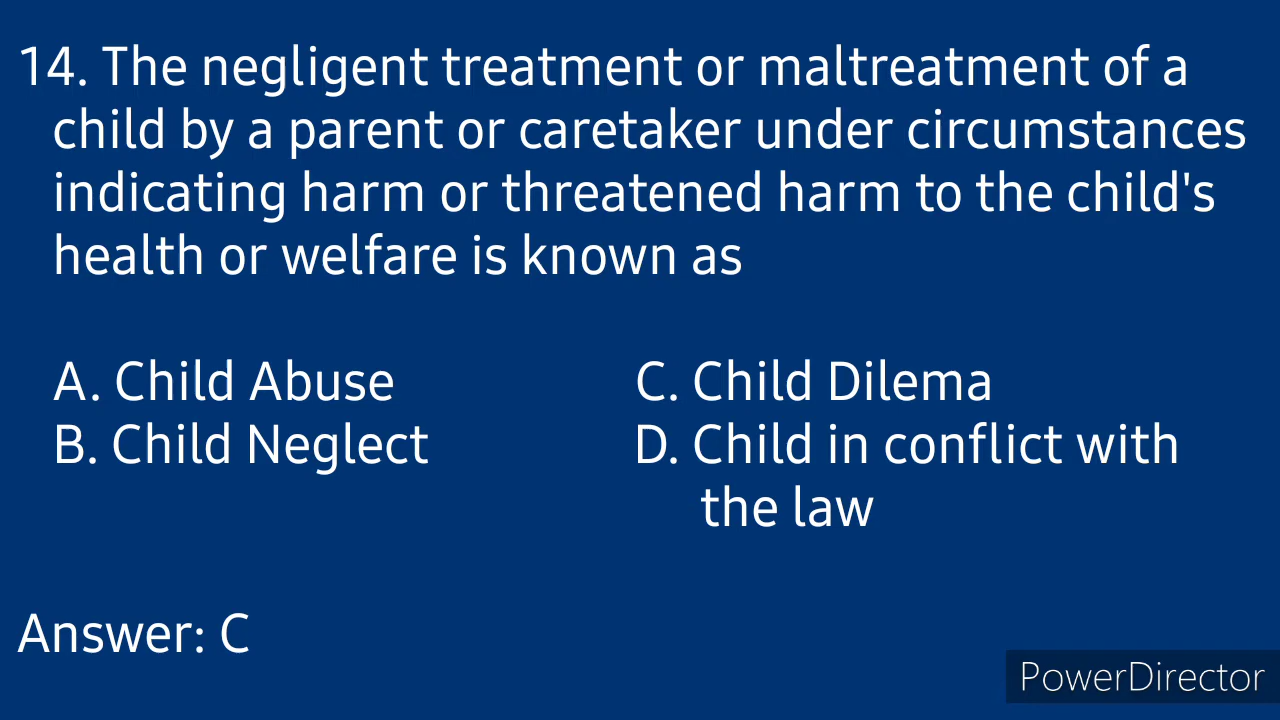 14. The negligent treatment or maltreatment of a
child by a parent or caretaker under circumstances
indicating harm or threatened harm to the child's
health or welfare is known as
A. Child Abuse
B. Child Neglect
C. Child Dilema
D. Child in conflict with
the law
Answer: C
PowerDirector